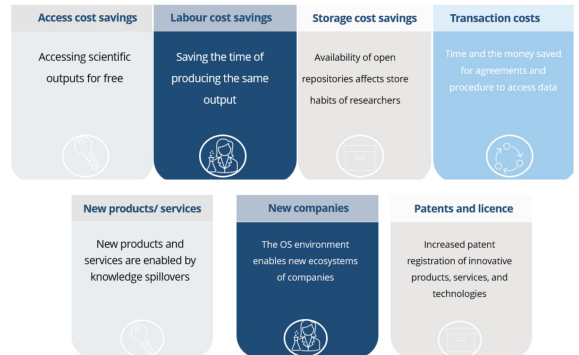 Access cost savings
Accessing scientific
outputs for free
Labour cost savings
Saving the time of
producing the same
output
Storage cost savings
Availability of open
repositories affects store
habits of researchers
Transaction costs
Time and the money saved
for agreements and
procedure to access data
New products/ services
New products and
services are enabled by
knowledge spillovers
New companies
The OS environment
enables new ecosystems
of companies
Patents and licence
Increased patent
registration of innovative
products, services, and
technologies